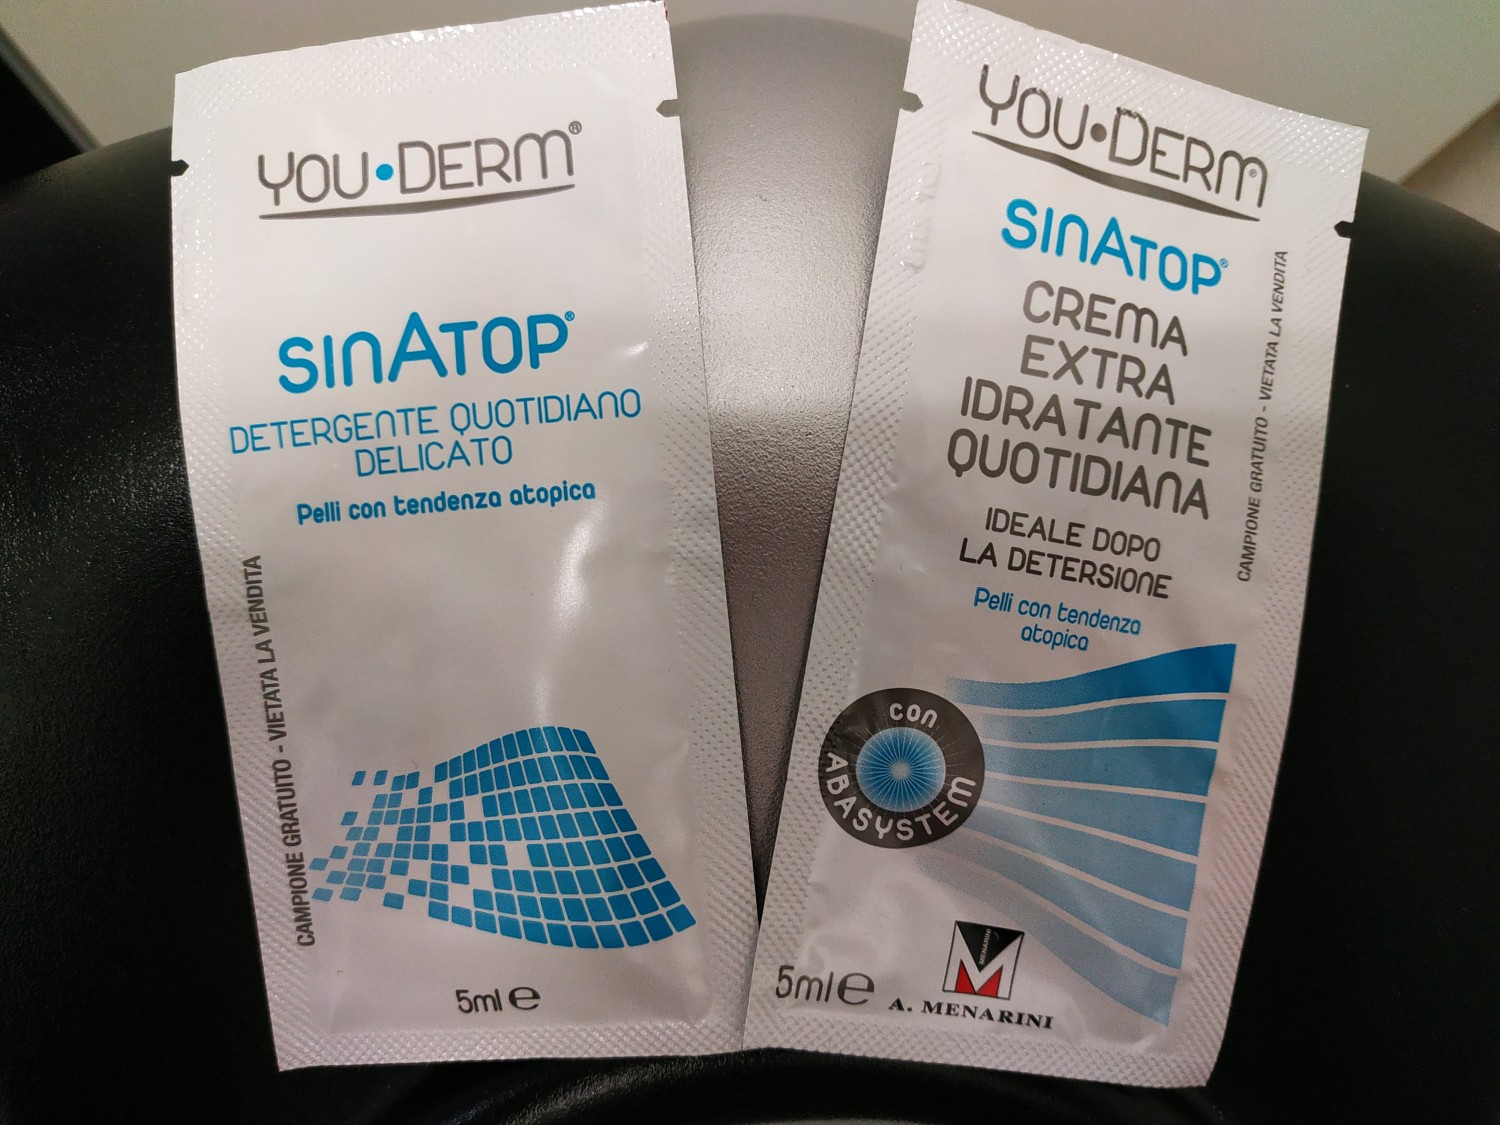 YOU•DERM®
SINATOP®
DETERGENTE QUOTIDIANO
DELICATO
Pelli con tendenza atopica
CAMPIONE GRATUITO - VIETATA LA VENDITA
5ml e
YOU•DERM®
SINATOP®
CREMA
EXTRA
IDRATANTE
QUOTIDIANA
IDEALE DOPO
LA DETERSIONE
Pelli con tendenza
atopica
CAMPIONE GRATUITO - VIETATA LA VENDITA
CON
ABASYSTEM
5ml e
MENARINI
A. MENARINI